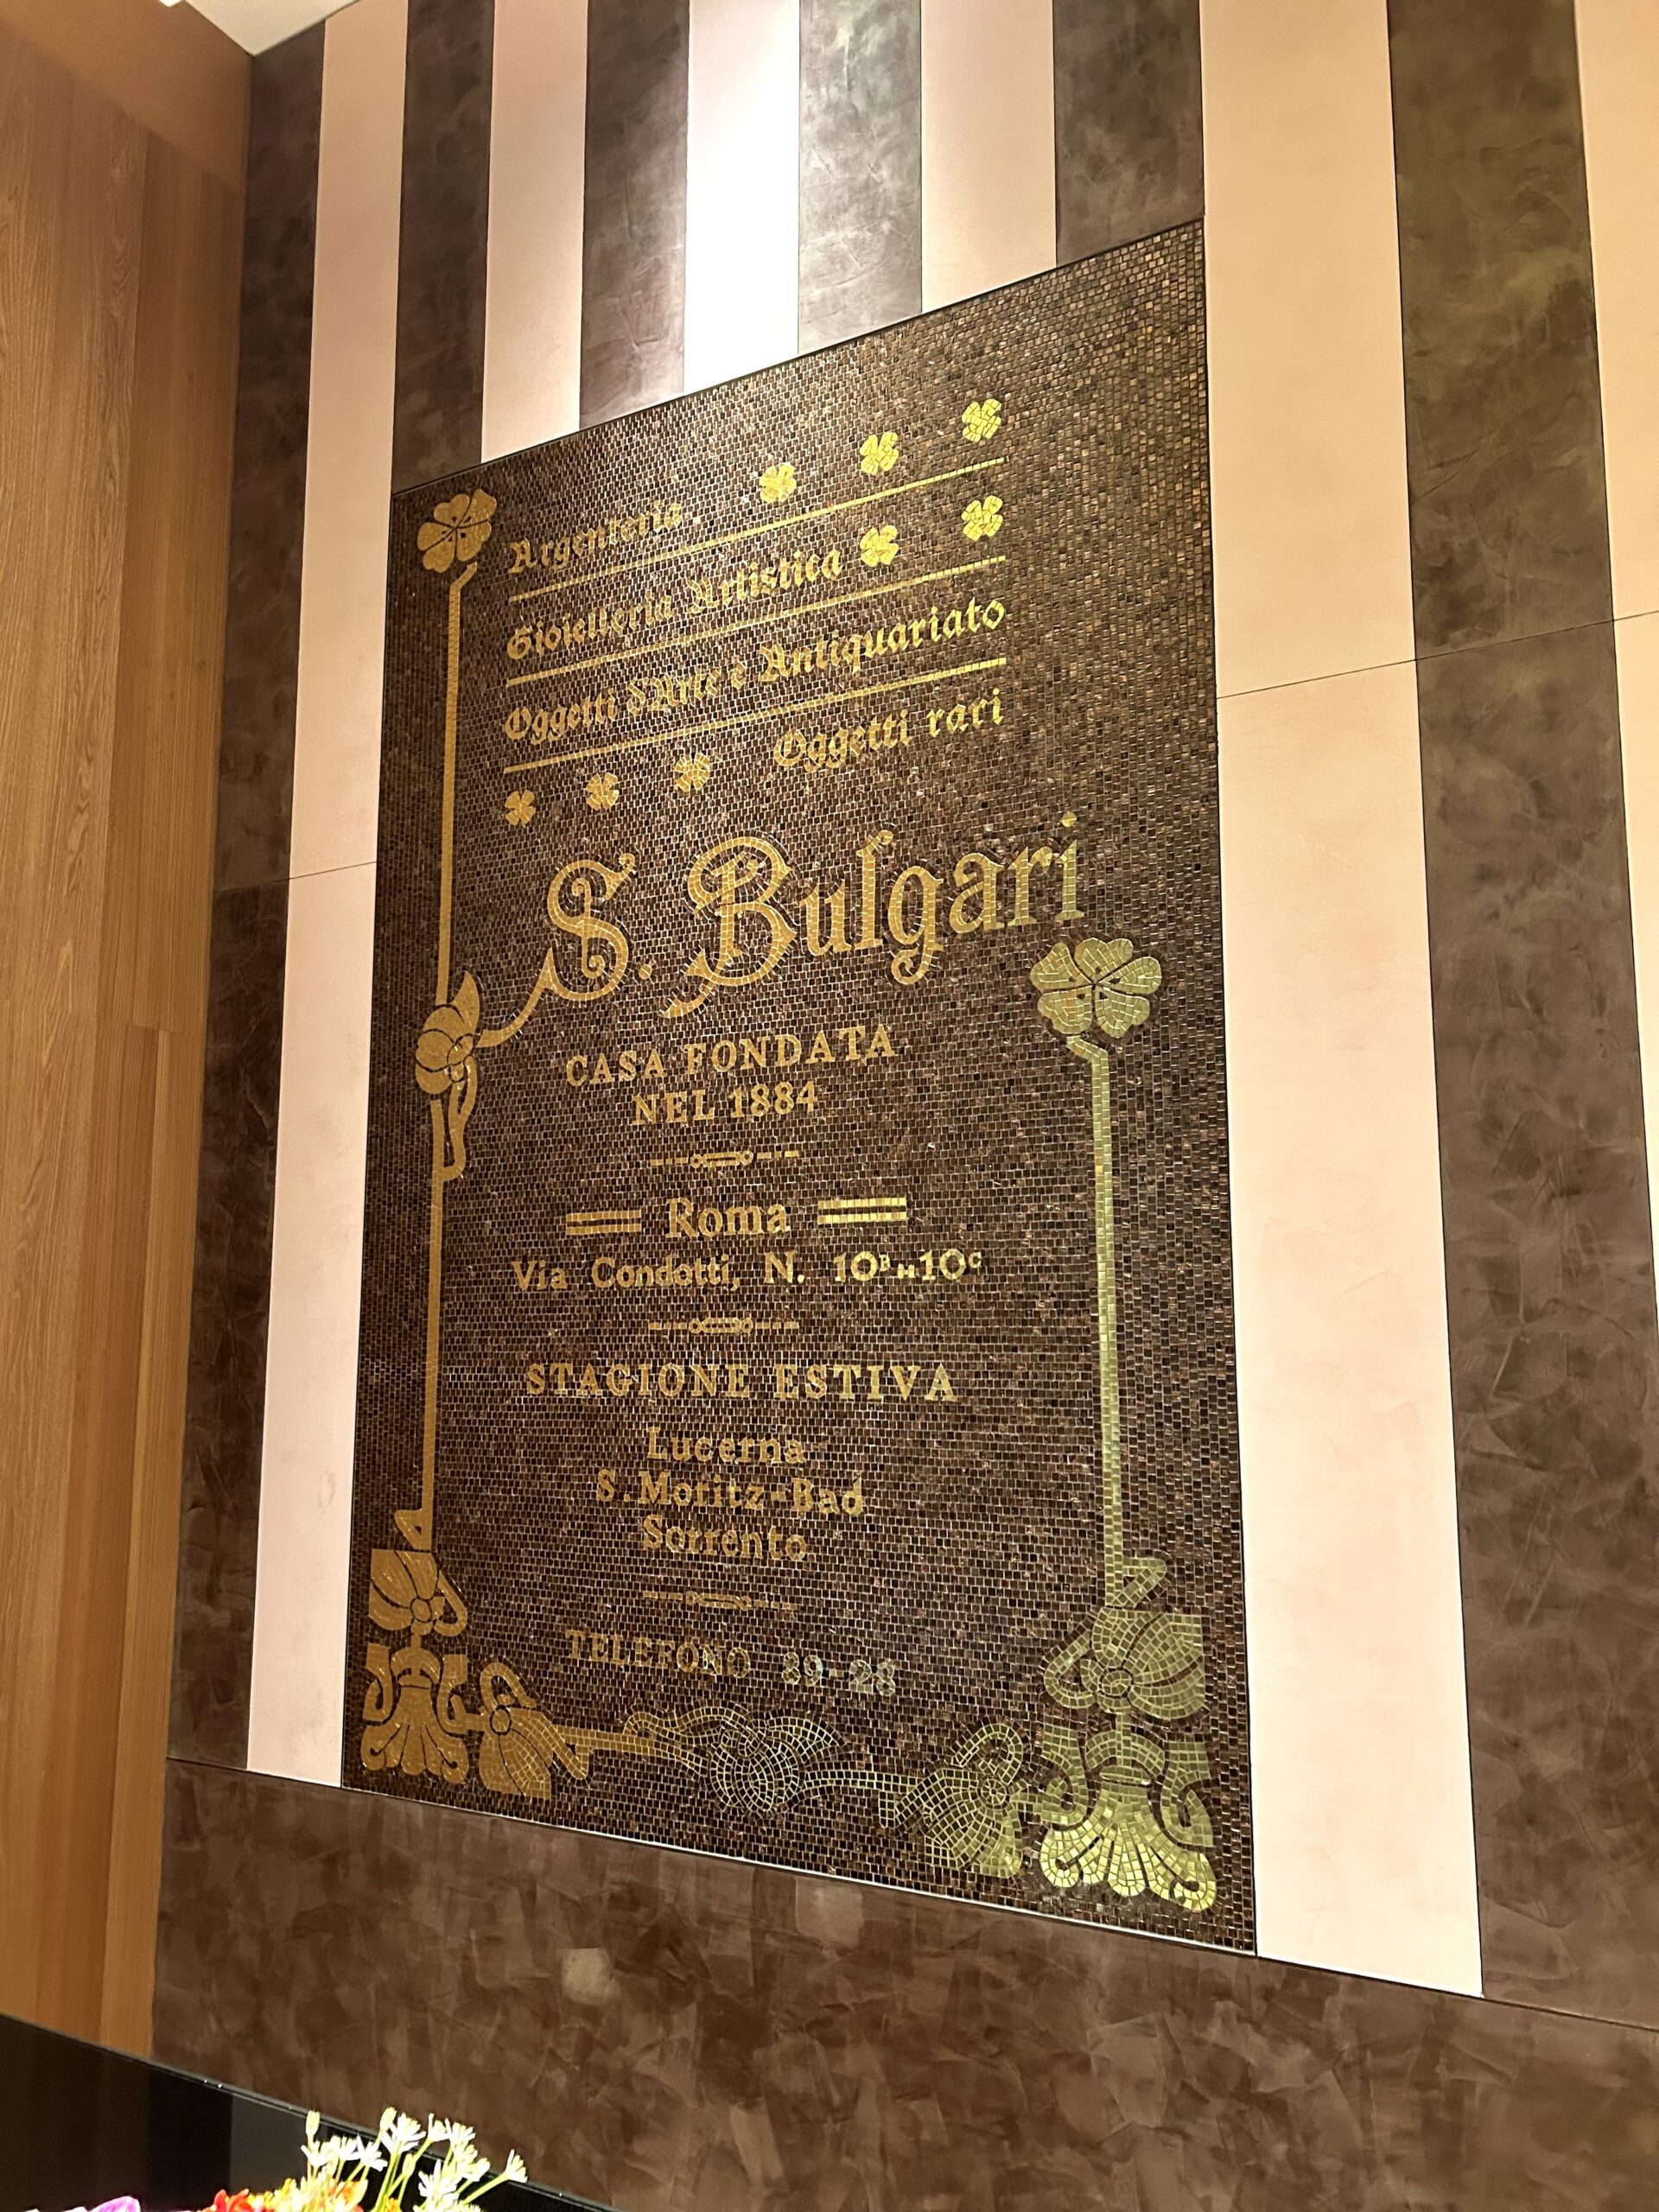 Argenteria
Gioielleria Artistica
Oggetti d'Arte è Antiquariato
Oggetti rari
S. Bulgari
CASA FONDATA
NEL 1884
Roma
Via Condotti, N. 10ᴮ-10ᶜ
STAGIONE ESTIVA
Lucerna
S. Moritz-Bad
Sorrento
TELEFONO 39-28